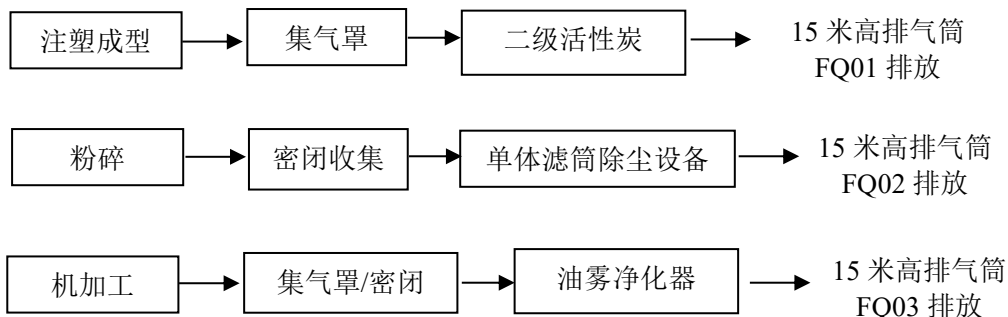 注塑成型
集气罩
二级活性炭
15 米高排气筒
FQ01 排放
粉碎
密闭收集
单体滤筒除尘设备
15 米高排气筒
FQ02 排放
机加工
集气罩/密闭
油雾净化器
15 米高排气筒
FQ03 排放